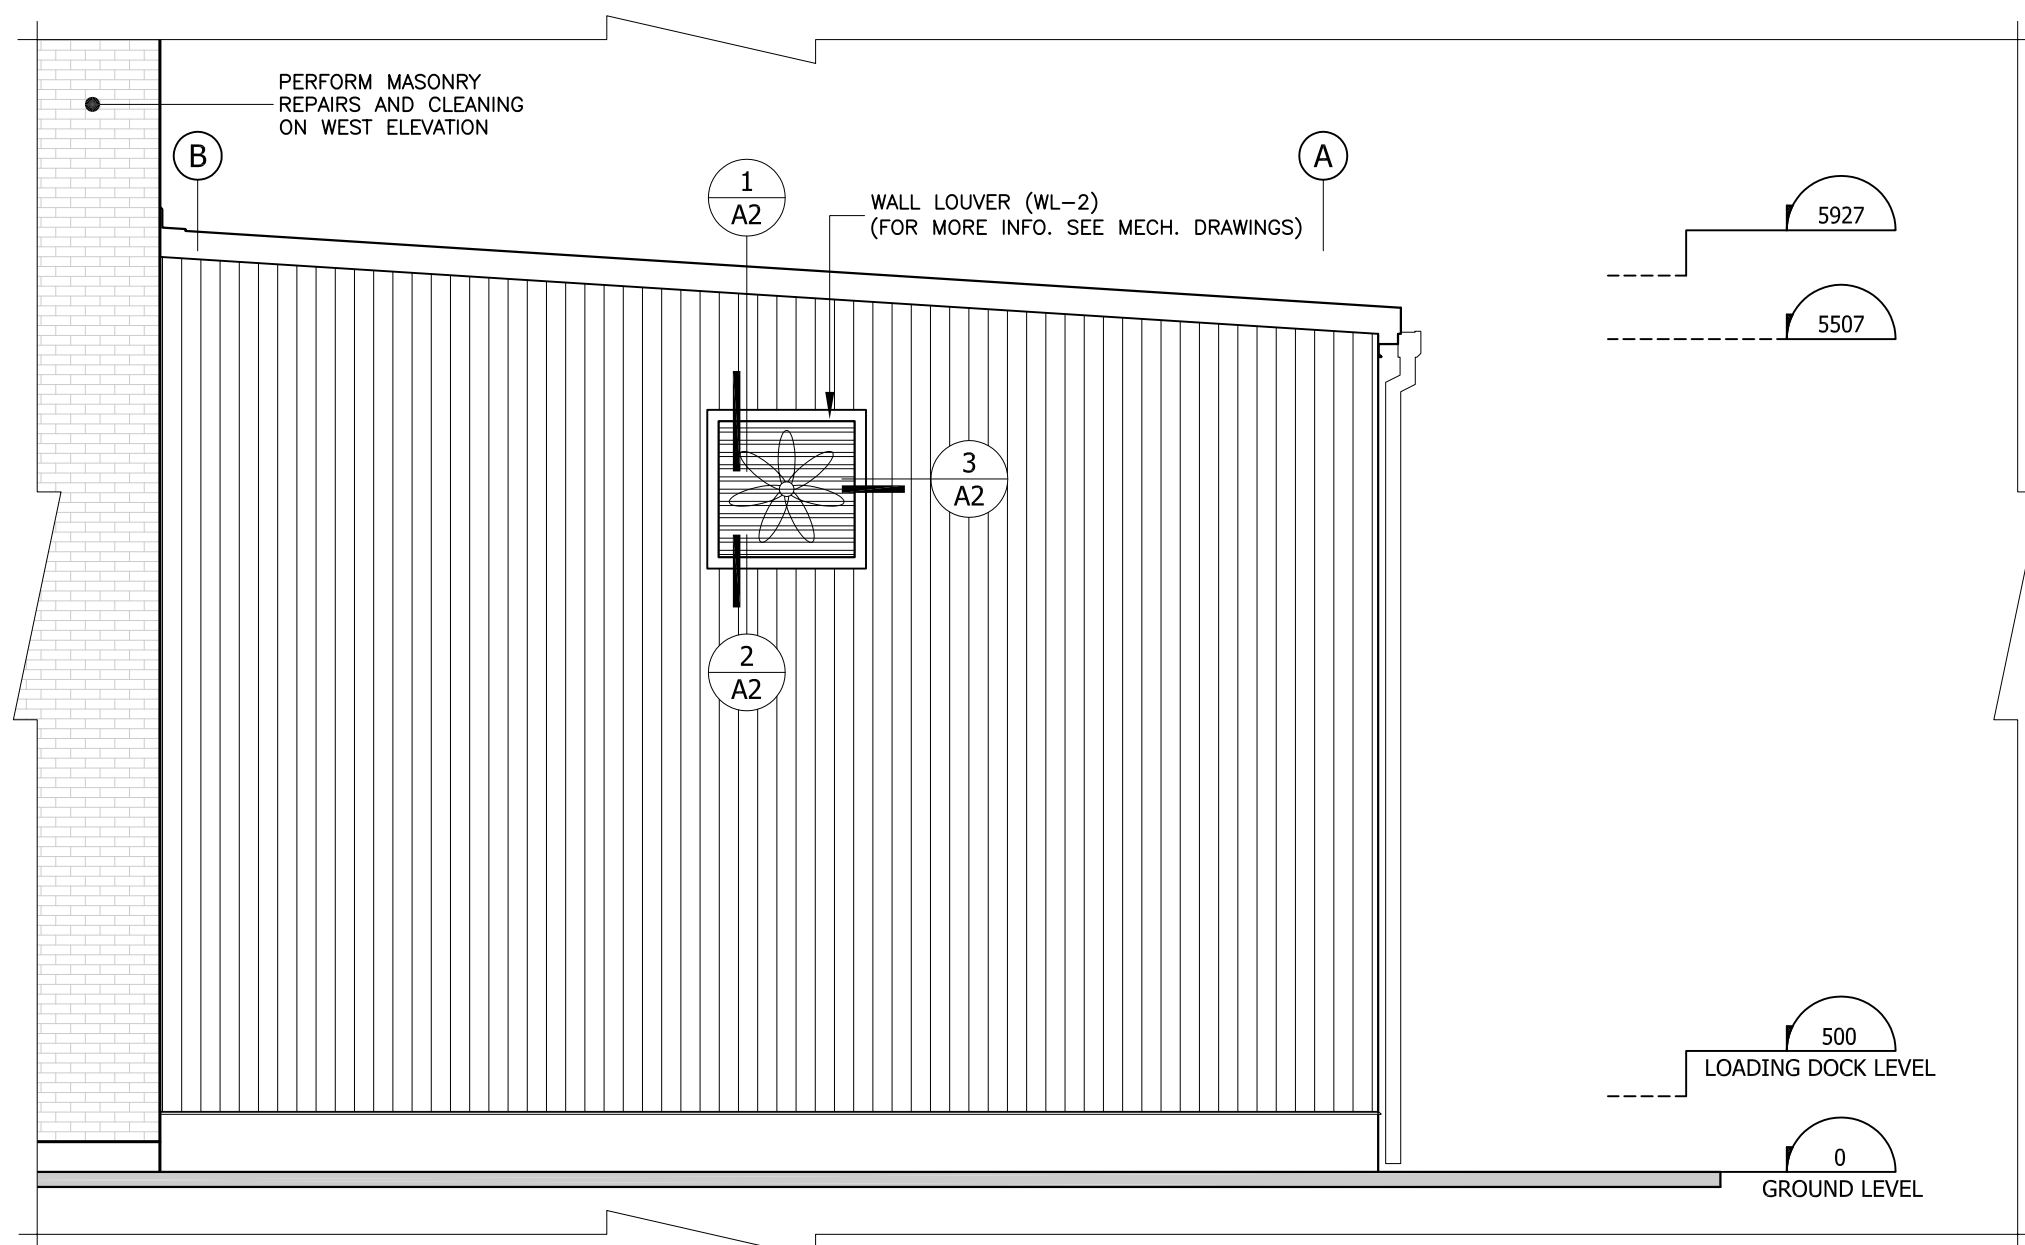 PERFORM MASONRY
REPAIRS AND CLEANING
ON WEST ELEVATION
B
A
1
A2
WALL LOUVER (WL-2)
(FOR MORE INFO. SEE MECH. DRAWINGS)
5927
5507
3
A2
2
A2
500
LOADING DOCK LEVEL
0
GROUND LEVEL